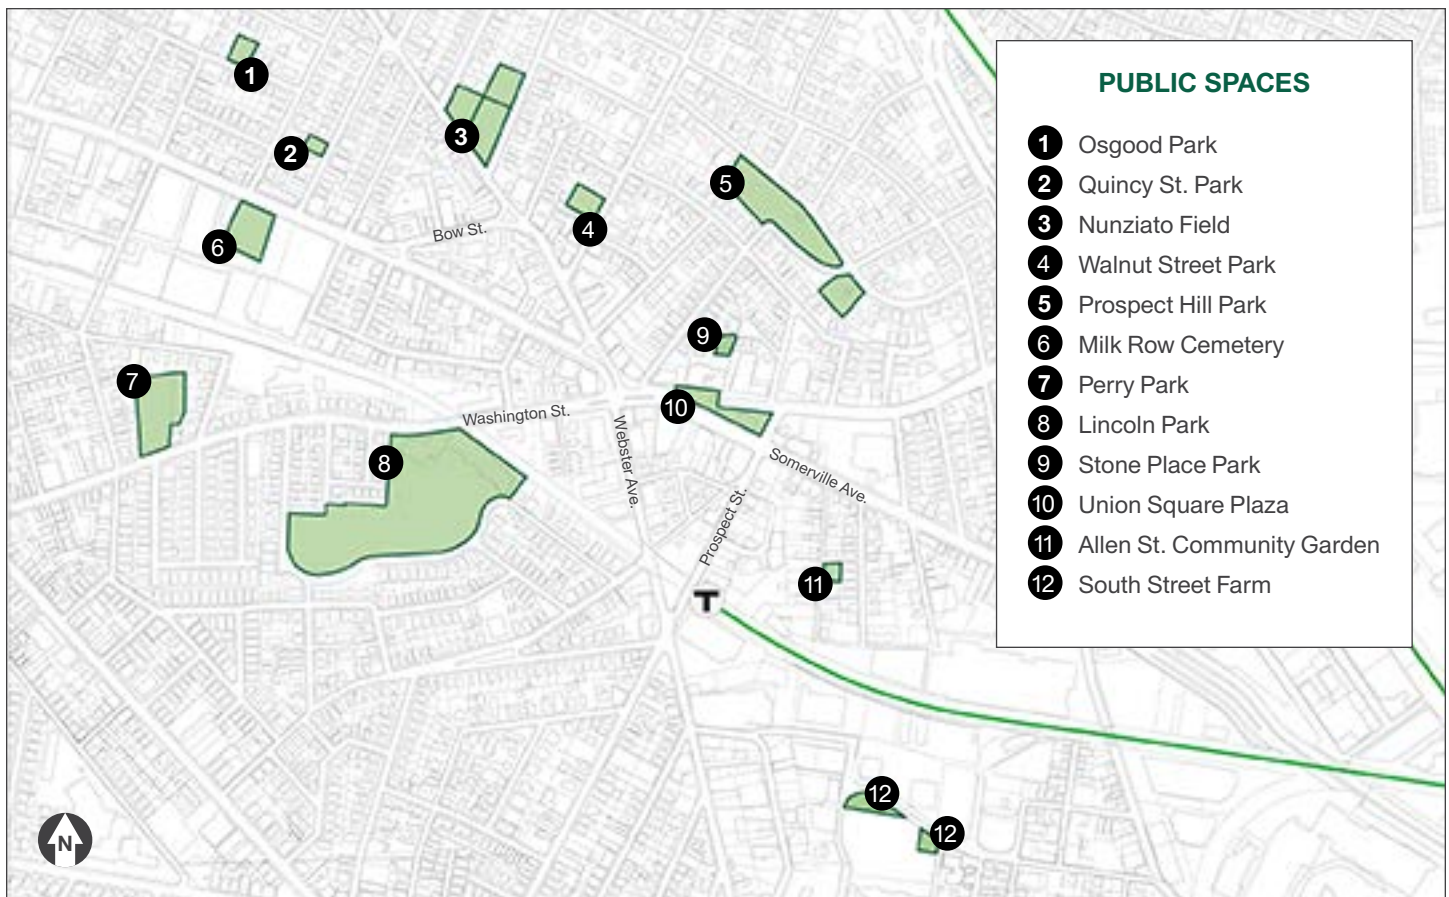 PUBLIC SPACES
1 Osgood Park
2 Quincy St. Park
3 Nunziato Field
4 Walnut Street Park
5 Prospect Hill Park
6 Milk Row Cemetery
7 Perry Park
8 Lincoln Park
9 Stone Place Park
10 Union Square Plaza
11 Allen St. Community Garden
12 South Street Farm
1
2
3
4
5
6
Bow St.
7
9
10
Washington St.
Webster Ave.
8
Somerville Ave.
Prospect St.
11
T
12
12
N